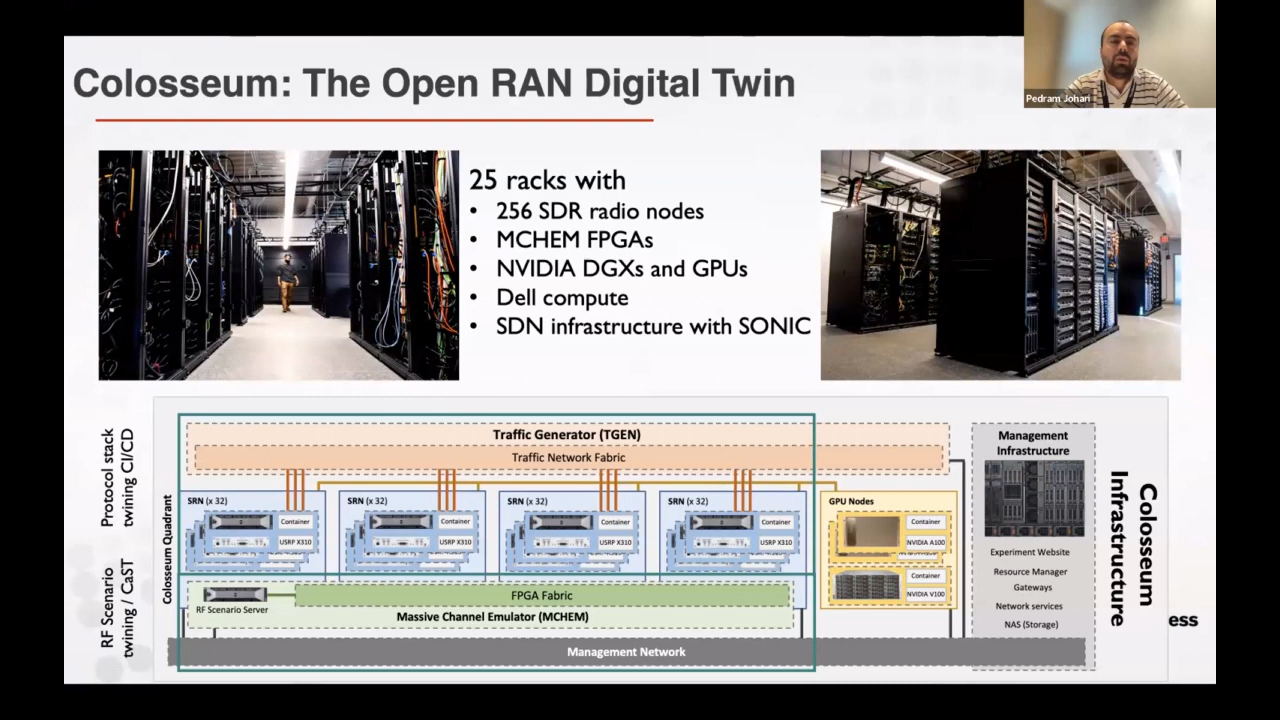 Colosseum: The Open RAN Digital Twin
Pedram Johari
25 racks with
• 256 SDR radio nodes
• MCHEM FPGAs
• NVIDIA DGXs and GPUs
• Dell compute
• SDN infrastructure with SONIC
Protocol stack
twining CI/CD
RF Scenario
twining / CaST
Colosseum Quadrant
Traffic Generator (TGEN)
Traffic Network Fabric
SRN (x 32)
Container
USRP X310
SRN (x 32)
Container
USRP X310
SRN (x 32)
Container
USRP X310
SRN (x 32)
Container
USRP X310
GPU Nodes
Container
NVIDIA A100
Container
NVIDIA V100
RF Scenario Server
FPGA Fabric
Massive Channel Emulator (MCHEM)
Management Network
Management
Infrastructure
Experiment Website
Resource Manager
Gateways
Network services
NAS (Storage)
Colosseum
Infrastructure
ess